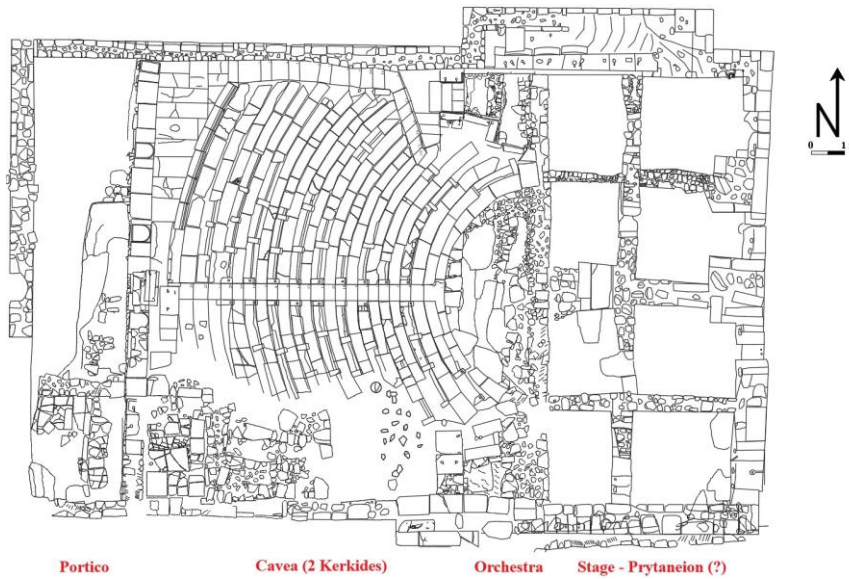 N
0 1
Portico Cavea (2 Kerkides) Orchestra Stage - Prytaneion (?)